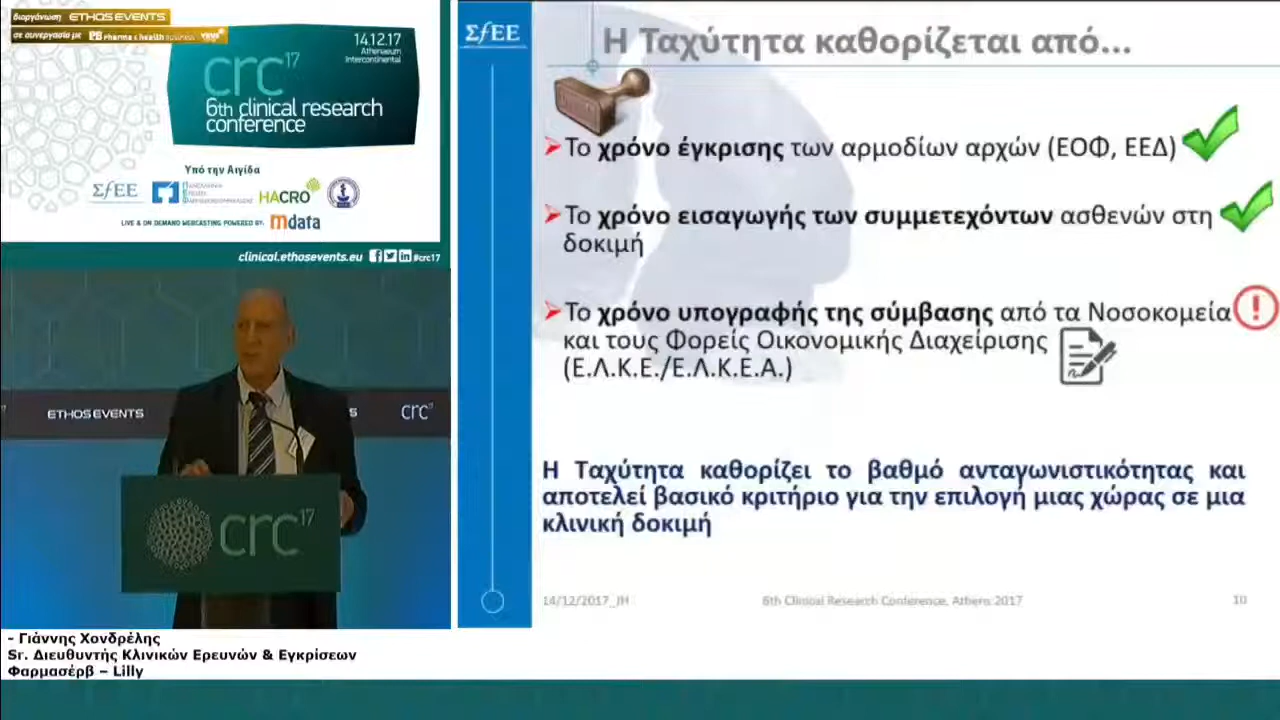 διοργάνωση ETHOS EVENTS
σε συνεργασία με PB pharma & health business
14.12.17
Athenaeum
Intercontinental
crc17
6th clinical research
conference
Υπό την Αιγίδα
ΣfΕΕ
HACRO
LIVE & ON DEMAND WEBCASTING POWERED BY: mdata
clinical.ethosevents.eu #crc17
ETHOS EVENTS S crc17
crc17
- Γιάννης Χονδρέλης
Sr. Διευθυντής Κλινικών Ερευνών & Εγκρίσεων
Φαρμασέρβ – Lilly
ΣfΕΕ
Η Ταχύτητα καθορίζεται από...
Το χρόνο έγκρισης των αρμοδίων αρχών (ΕΟΦ, ΕΕΔ)
Το χρόνο εισαγωγής των συμμετεχόντων ασθενών στη
δοκιμή
Το χρόνο υπογραφής της σύμβασης από τα Νοσοκομεία
και τους Φορείς Οικονομικής Διαχείρισης
(Ε.Λ.Κ.Ε./Ε.Λ.Κ.Ε.Α.)
Η Ταχύτητα καθορίζει το βαθμό ανταγωνιστικότητας και
αποτελεί βασικό κριτήριο για την επιλογή μιας χώρας σε μια
κλινική δοκιμή
14/12/2017_JH 6th Clinical Research Conference, Athens 2017 10